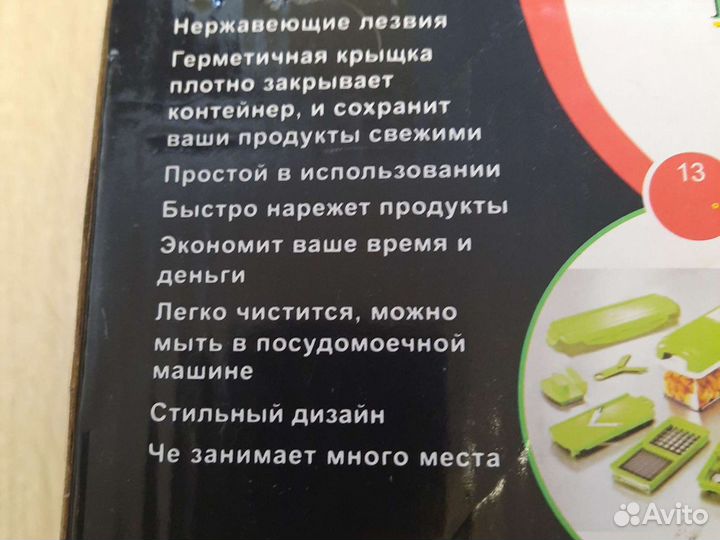 Нержавеющие лезвия
Герметичная крыщка
плотно закрывает
контейнер, и сохранит
ваши продукты свежими
Простой в использовании
Быстро нарежет продукты
Экономит ваше время и
деньги
Легко чистится, можно
мыть в посудомоечной
машине
Стильный дизайн
Че занимает много места
13
Avito